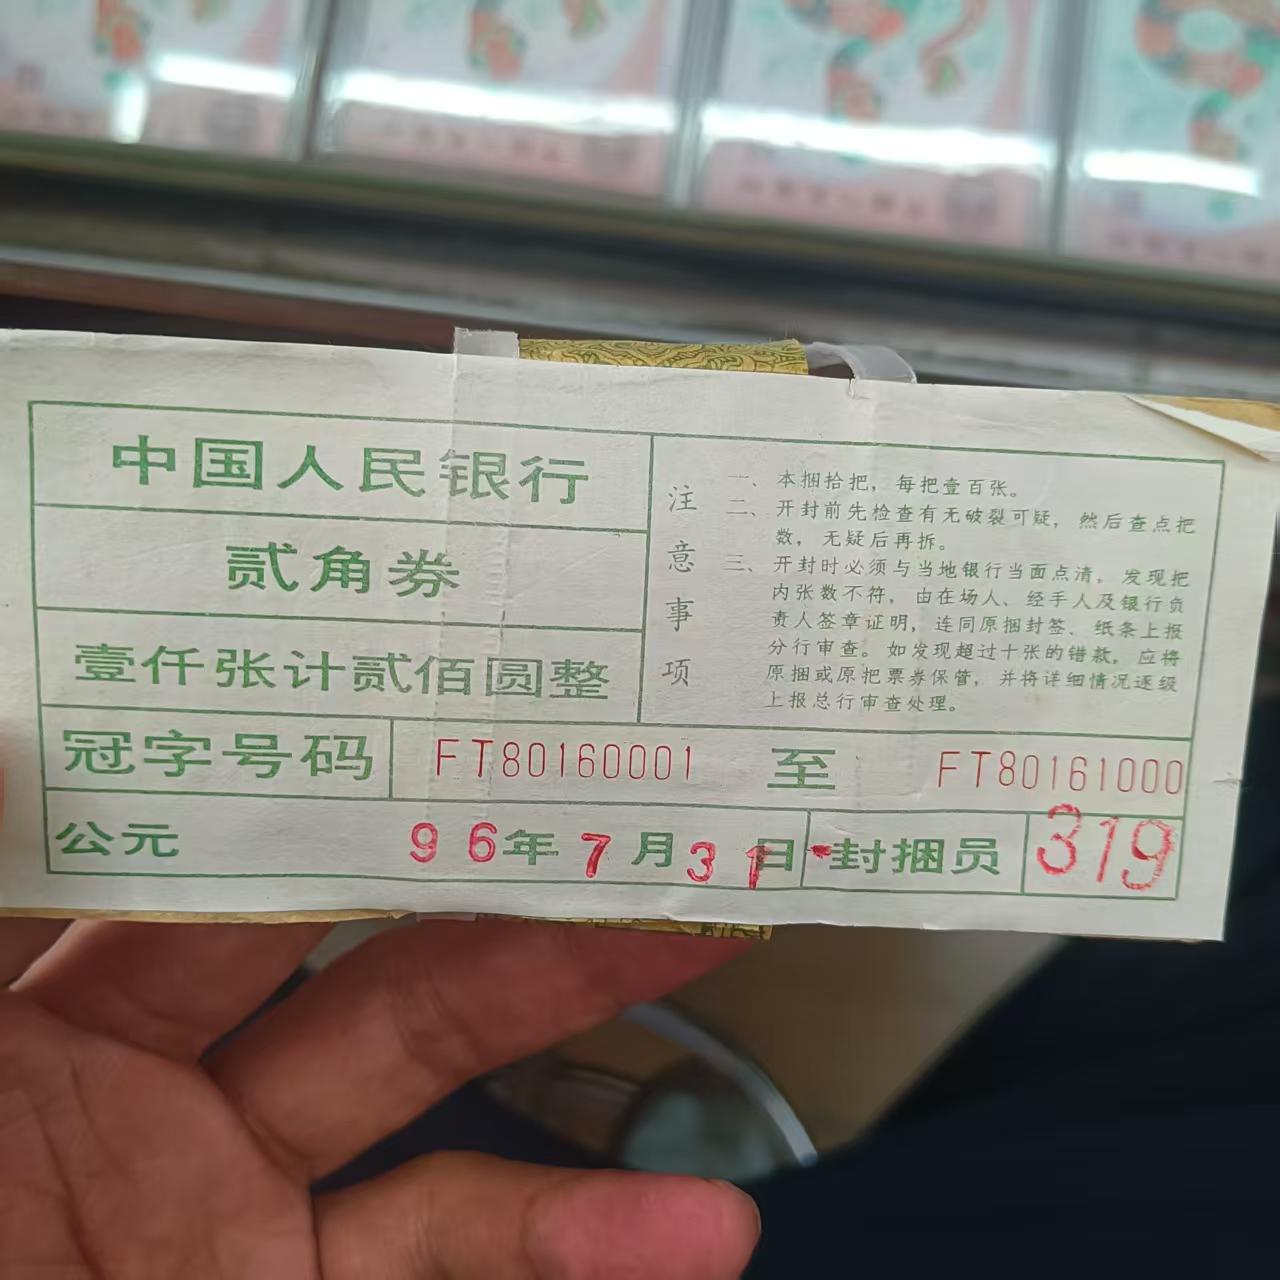 中国人民银行
贰角券
壹仟张计贰佰圆整
注意事项
一、本捆拾把，每把壹百张。
二、开封前先检查有无破裂可疑，然后查点把
数，无疑后再拆。
三、开封时必须与当地银行当面点清，发现把
内张数不符，由在场人、经手人及银行负
责人签章证明，连同原捆封签、纸条上报
分行审查。如发现超过十张的错款，应将
原捆或原把票券保管，并将详细情况逐级
上报总行审查处理。
冠字号码 FT80160001 至 FT80161000
公元 96年7月31日 封捆员 319